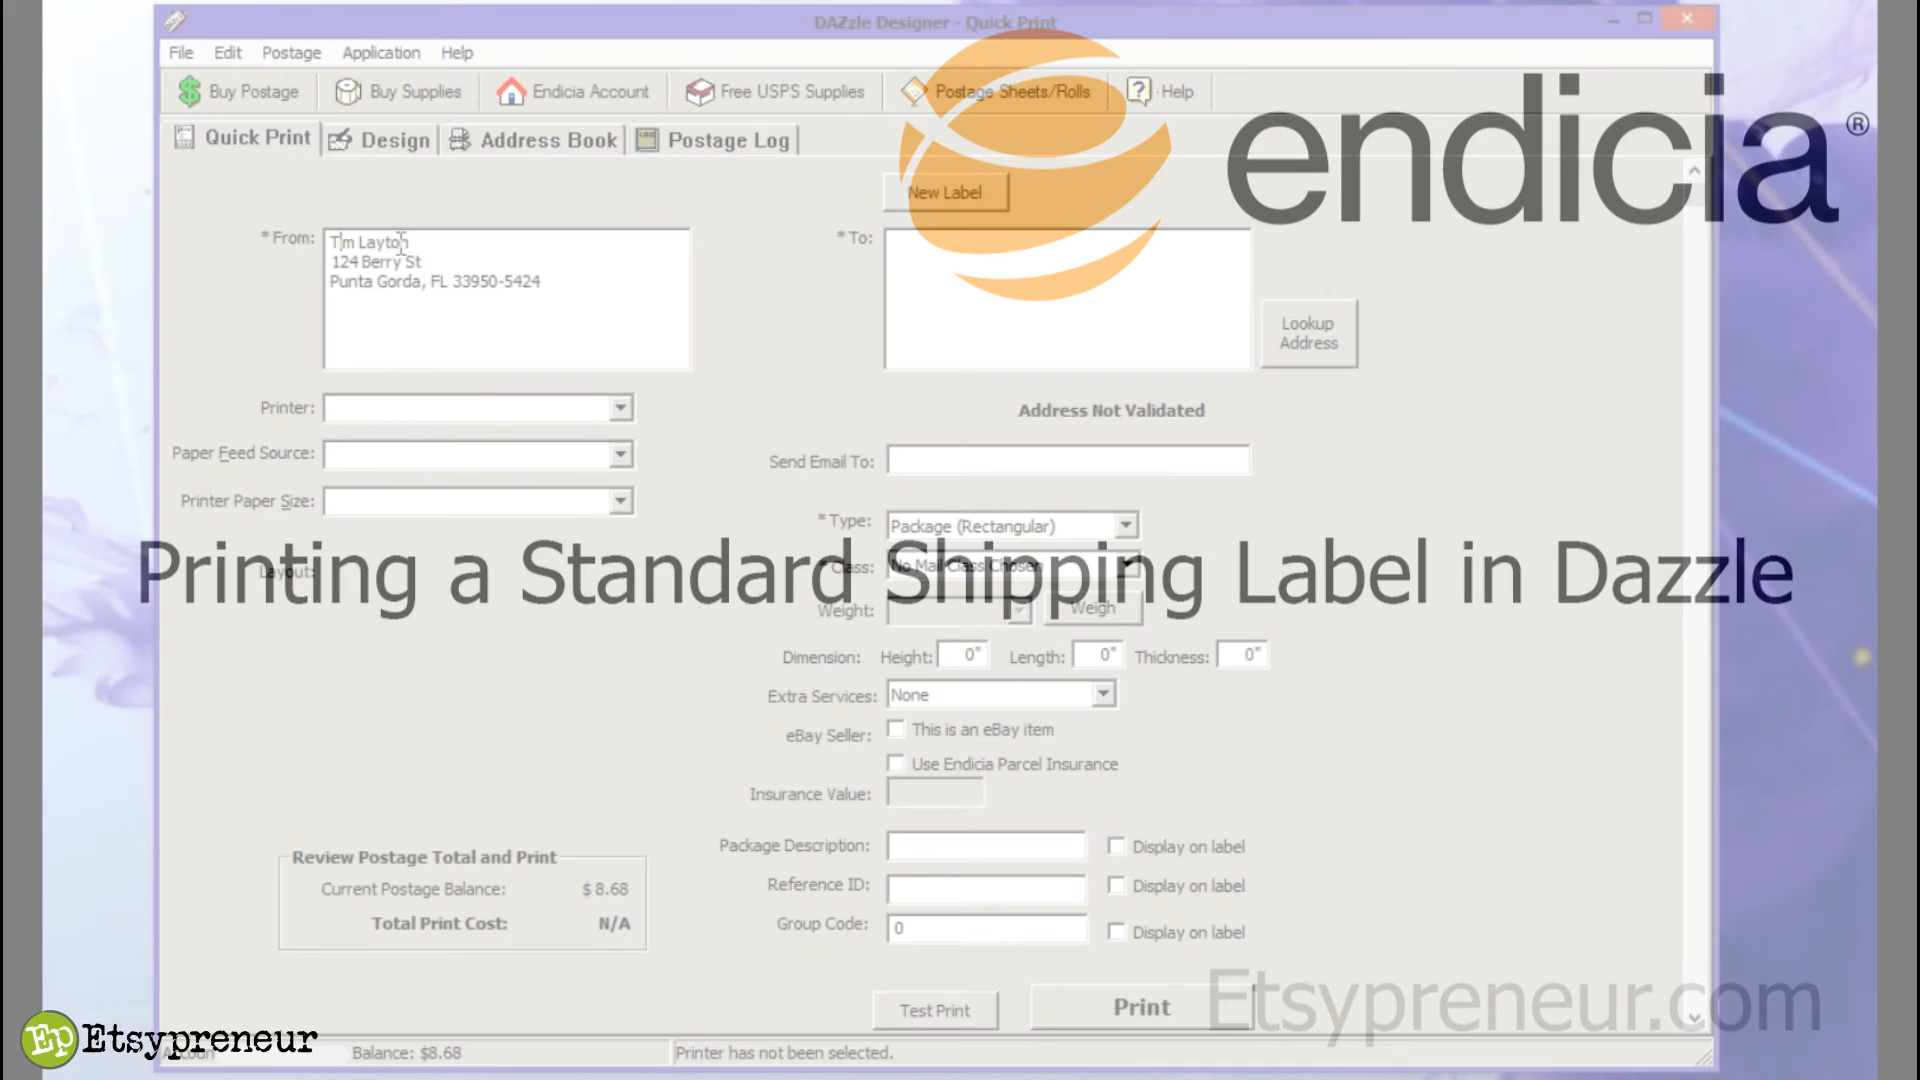 DAZzle Designer - Quick Print
File Edit Postage Application Help
Buy Postage Buy Supplies Endicia Account Free USPS Supplies Postage Sheets/Rolls Help
endicia®
Quick Print Design Address Book Postage Log
New Label
* From: Tim Layton
124 Berry St
Punta Gorda, FL 33950-5424
* To:
Lookup
Address
Printer:
Address Not Validated
Paper Feed Source:
Send Email To:
Printer Paper Size:
* Type: Package (Rectangular)
Printing a Standard Shipping Label in Dazzle
Layout:
Class: No Mail Class Chosen
Weight: Weigh
Dimension: Height: 0" Length: 0" Thickness: 0"
Extra Services: None
eBay Seller: This is an eBay item
Use Endicia Parcel Insurance
Insurance Value:
Package Description: Display on label
Reference ID: Display on label
Group Code: 0 Display on label
Review Postage Total and Print
Current Postage Balance: $ 8.68
Total Print Cost: N/A
Test Print Print
Etsypreneur.com
Ep Etsypreneur
Balance: $8.68 Printer has not been selected.